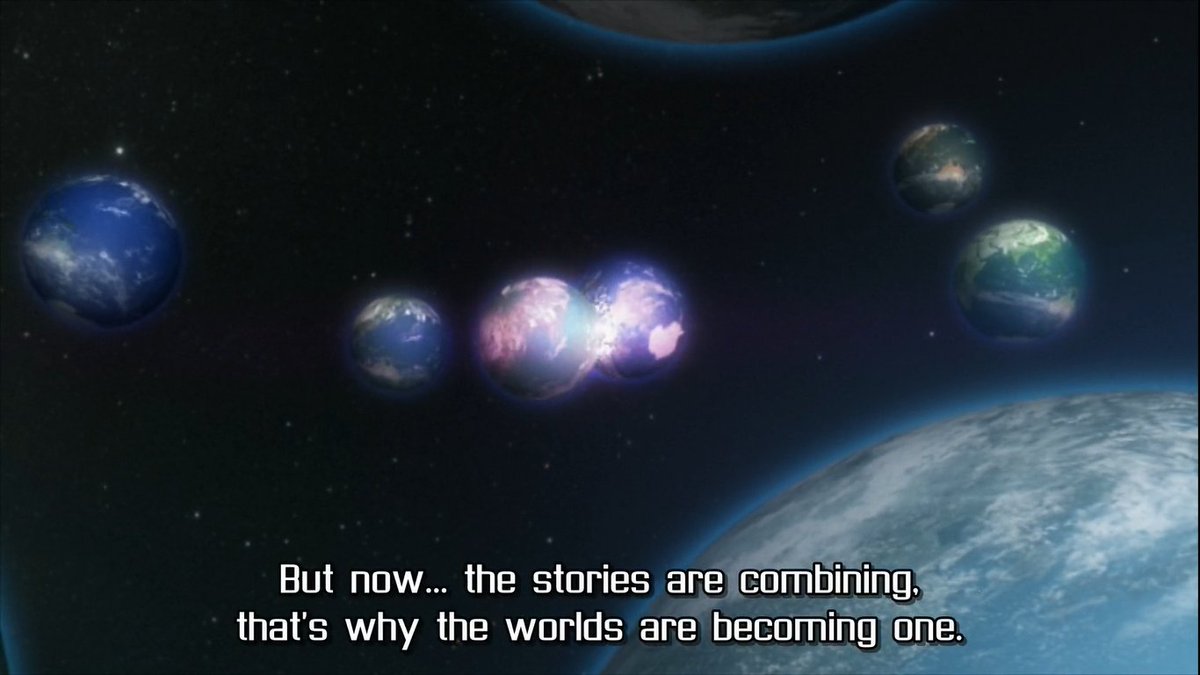 But now... the stories are combining,
that's why the worlds are becoming one.